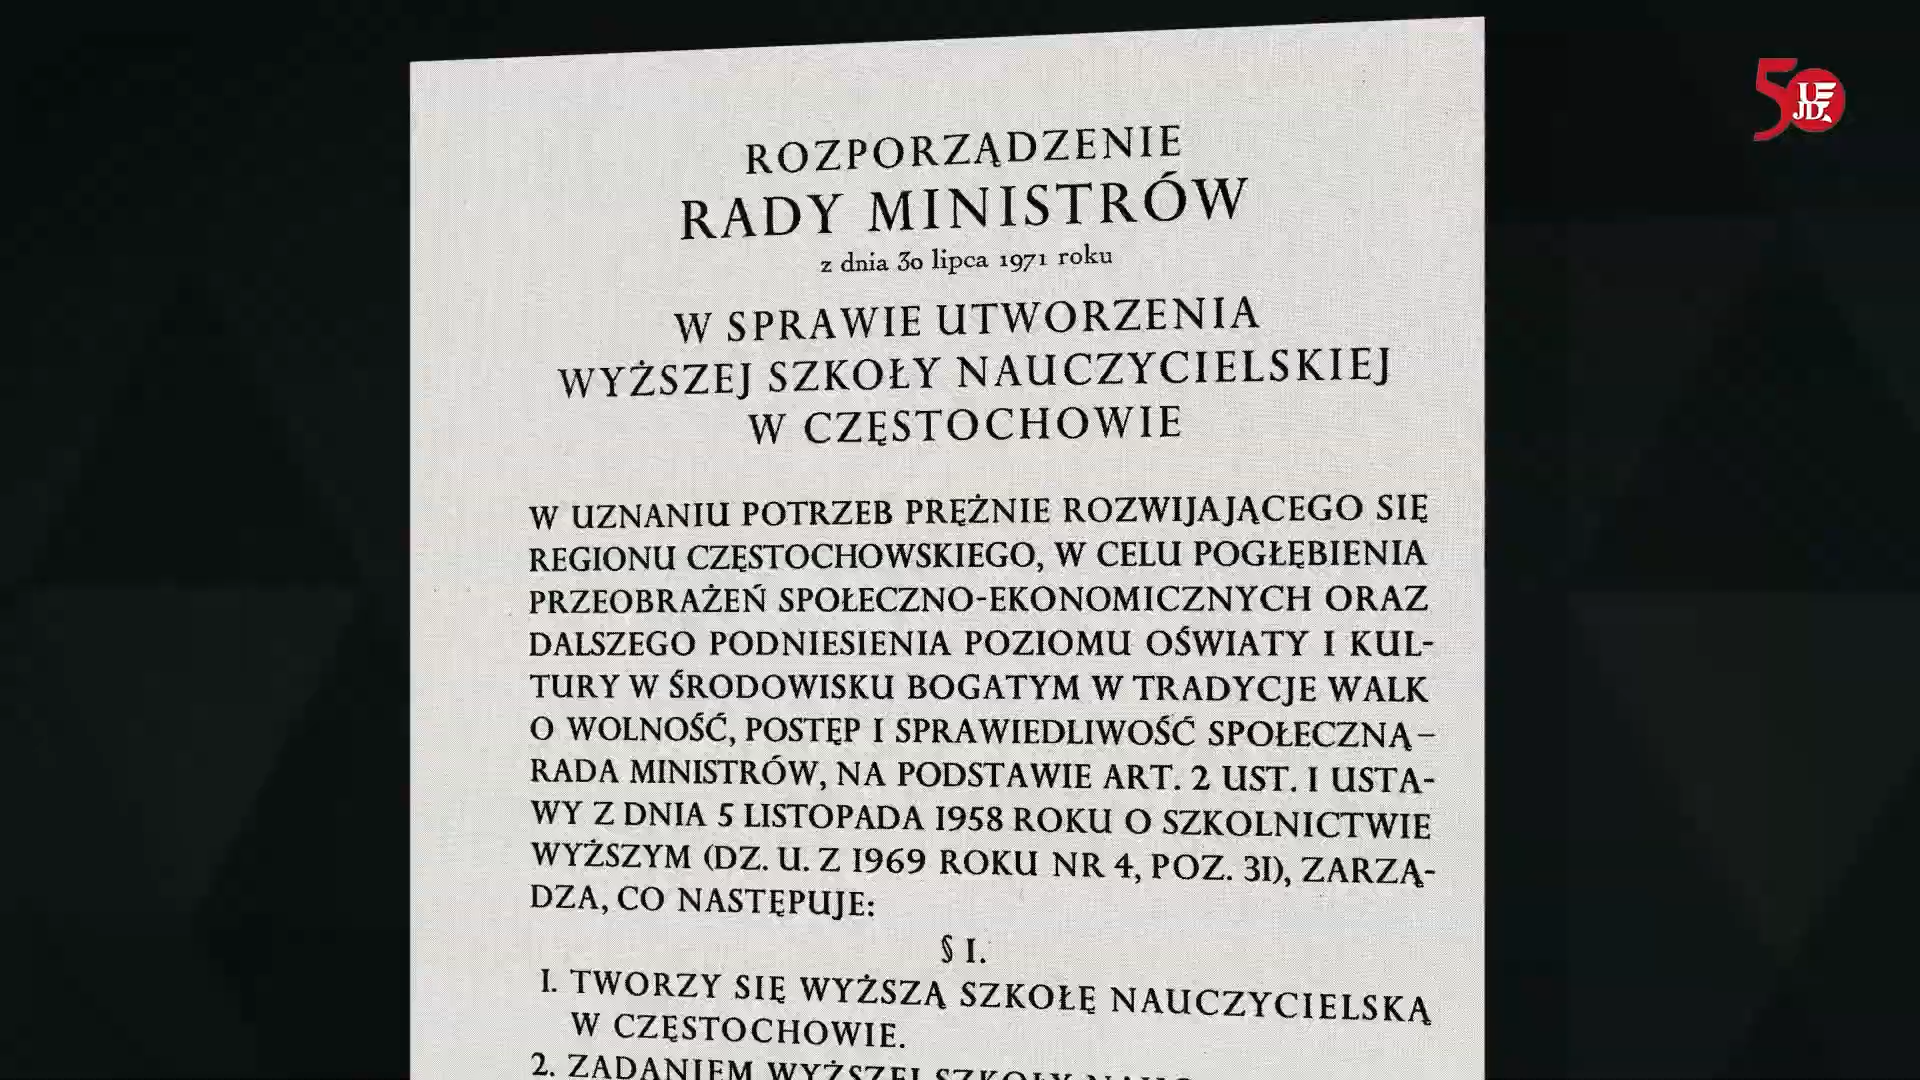 ROZPORZĄDZENIE
RADY MINISTRÓW
z dnia 30 lipca 1971 roku
W SPRAWIE UTWORZENIA
WYŻSZEJ SZKOŁY NAUCZYCIELSKIEJ
W CZĘSTOCHOWIE
W UZNANIU POTRZEB PRĘŻNIE ROZWIJAJĄCEGO SIĘ
REGIONU CZĘSTOCHOWSKIEGO, W CELU POGŁĘBIENIA
PRZEOBRAŻEŃ SPOŁECZNO-EKONOMICZNYCH ORAZ
DALSZEGO PODNIESIENIA POZIOMU OŚWIATY I KUL-
TURY W ŚRODOWISKU BOGATYM W TRADYCJE WALK
O WOLNOŚĆ, POSTĘP I SPRAWIEDLIWOŚĆ SPOŁECZNĄ –
RADA MINISTRÓW, NA PODSTAWIE ART. 2 UST. I USTA-
WY Z DNIA 5 LISTOPADA 1958 ROKU O SZKOLNICTWIE
WYŻSZYM (DZ. U. Z 1969 ROKU NR 4, POZ. 31), ZARZĄ-
DZA, CO NASTĘPUJE:
§ I.
I. TWORZY SIĘ WYŻSZĄ SZKOŁĘ NAUCZYCIELSKĄ
W CZĘSTOCHOWIE.
2. ZADANIEM WYŻSZEJ SZKOŁY
50 UJD